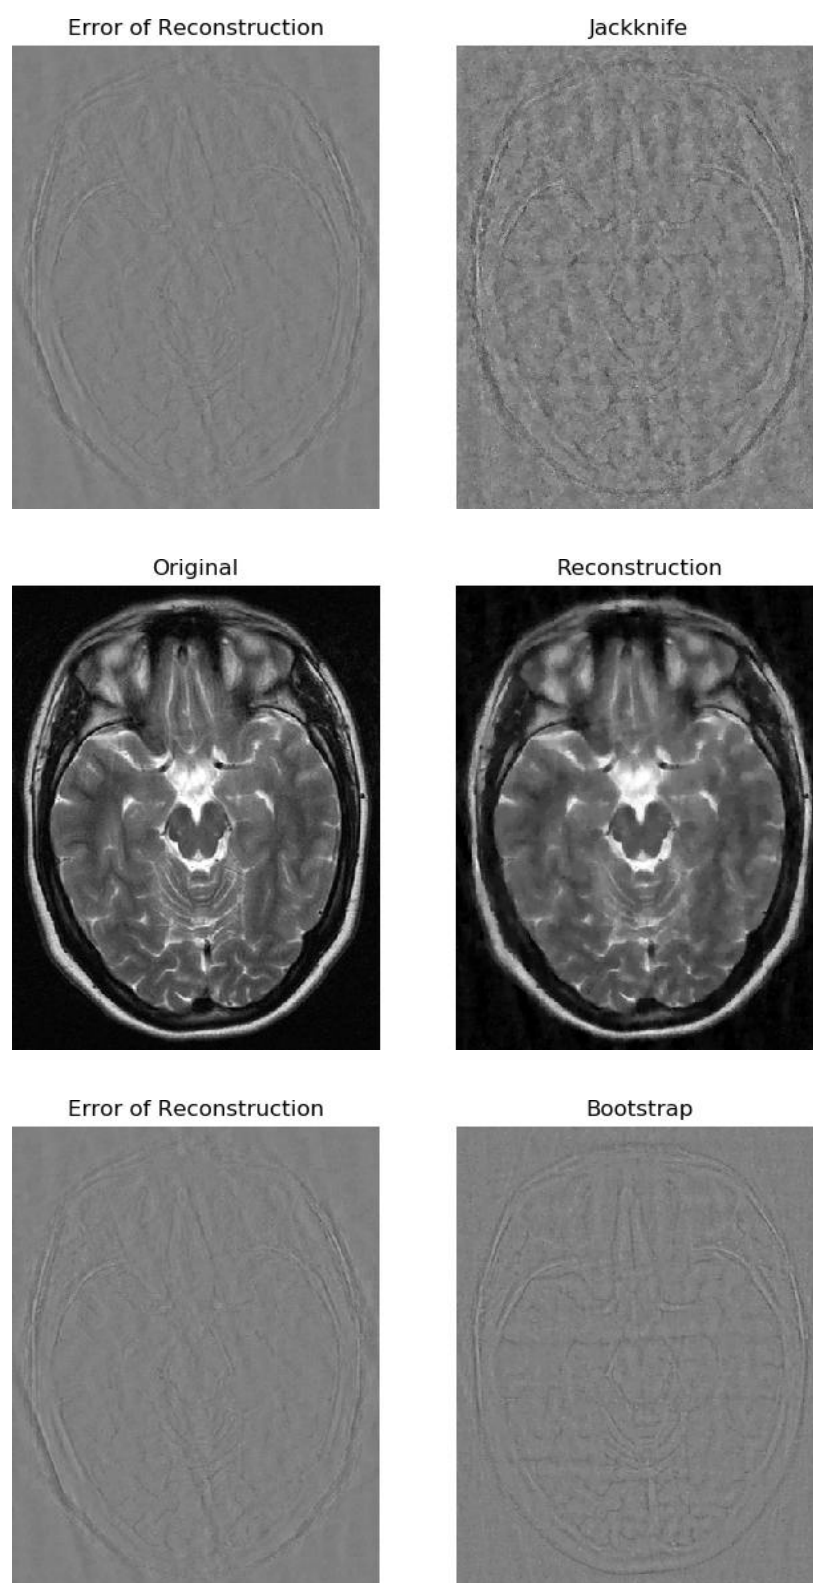 Error of Reconstruction
Jackknife
Original
Reconstruction
Error of Reconstruction
Bootstrap